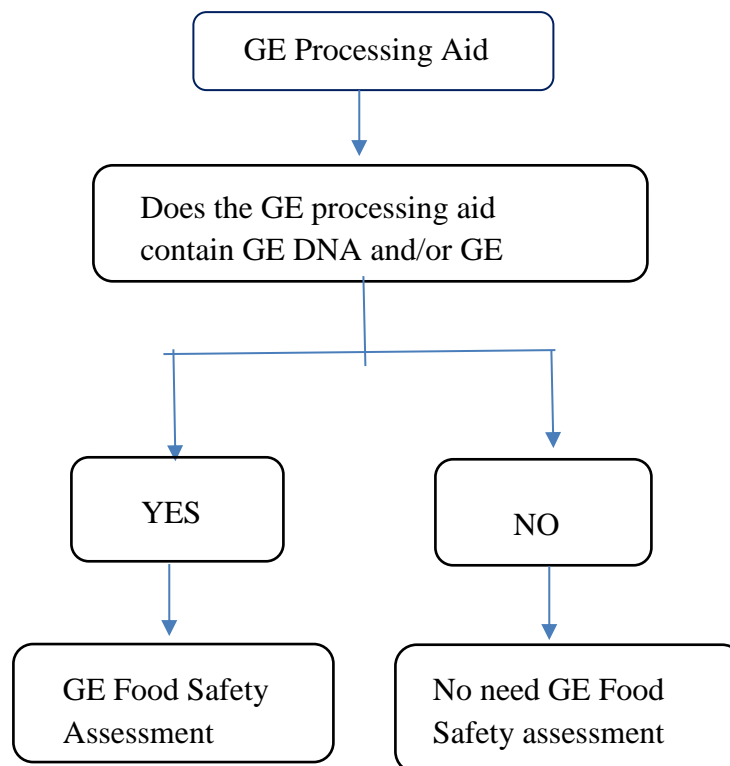 GE Processing Aid
Does the GE processing aid
contain GE DNA and/or GE
YES
NO
GE Food Safety
Assessment
No need GE Food
Safety assessment